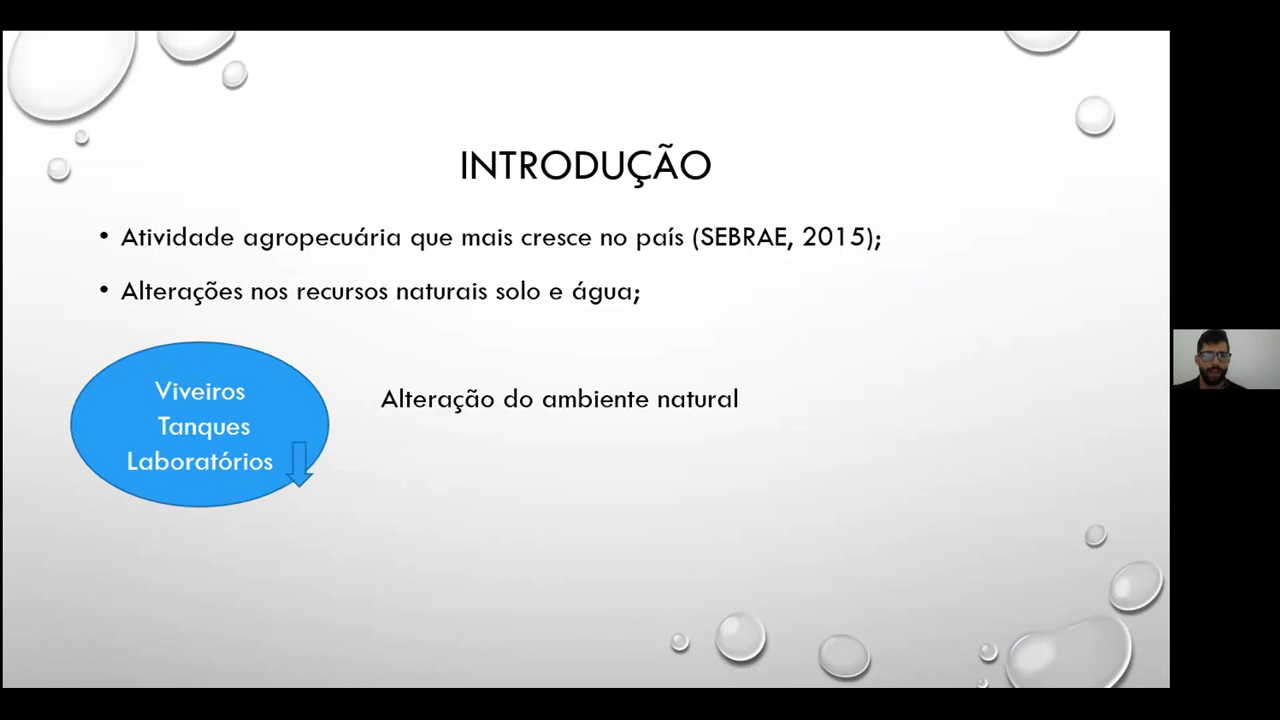 INTRODUÇÃO
• Atividade agropecuária que mais cresce no país (SEBRAE, 2015);
• Alterações nos recursos naturais solo e água;
Viveiros
Tanques
Laboratórios
Alteração do ambiente natural